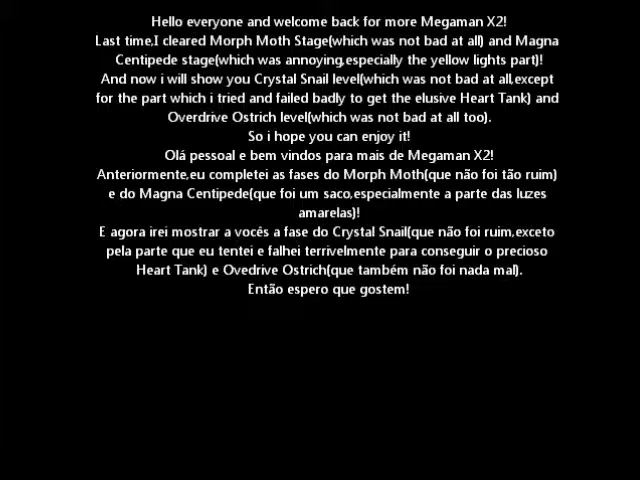 Hello everyone and welcome back for more Megaman X2!
Last time,I cleared Morph Moth Stage(which was not bad at all) and Magna
Centipede stage(which was annoying,especially the yellow lights part)!
And now i will show you Crystal Snail level(which was not bad at all,except
for the part which i tried and failed badly to get the elusive Heart Tank) and
Overdrive Ostrich level(which was not bad at all too).
So i hope you can enjoy it!
Olá pessoal e bem vindos para mais de Megaman X2!
Anteriormente,eu completei as fases do Morph Moth(que não foi tão ruim)
e do Magna Centipede(que foi um saco,especialmente a parte das luzes
amarelas)!
E agora irei mostrar a vocés a fase do Crystal Snail(que não foi ruim,exceto
pela parte que eu tentei e falhei terrivelmente para conseguir o precioso
Heart Tank) e Ovedrive Ostrich(que também não foi nada mal).
Então espero que gostem!